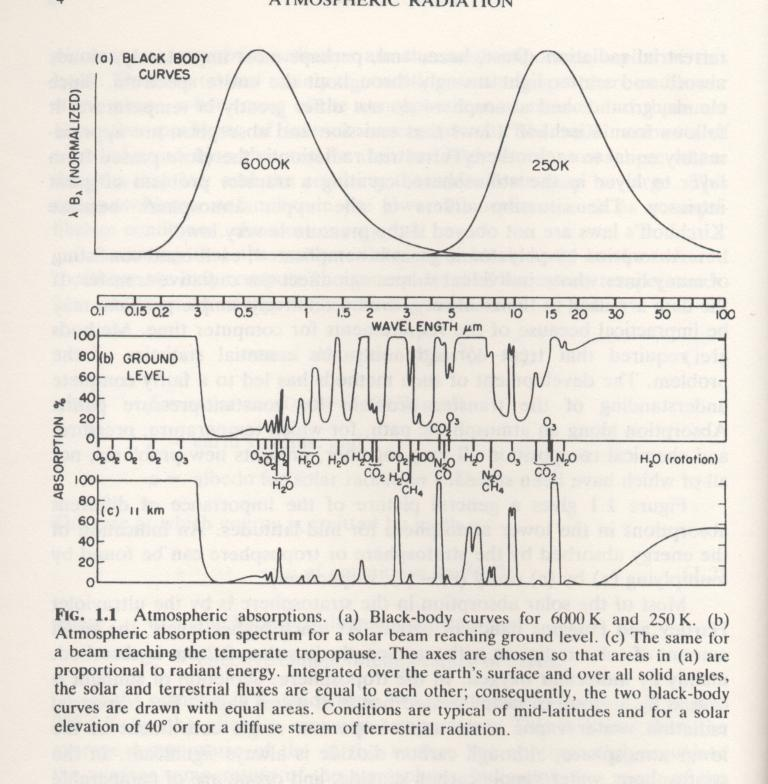 4 ATMOSPHERIC RADIATION
(a) BLACK BODY
CURVES
λ Bλ (NORMALIZED)
6000K
250K
0.1 0.15 0.2 0.5 1 1.5 2 3 5 10 15 20 30 50 100
WAVELENGTH μm
ABSORPTION %
100
80
60
40
20
0
(b) GROUND
LEVEL
O₂ O₂ O₂ O₃ O₃ O₂ H₂O H₂O H₂O CO₂ CO₂ CH₄ HDO CO₂ O₃ N₂O CO H₂O N₂O CH₄ O₃ O₃ CO₂ N₂O H₂O (rotation)
100
80
60
40
20
0
(c) 11 km
FIG. 1.1 Atmospheric absorptions. (a) Black-body curves for 6000 K and 250 K. (b)
Atmospheric absorption spectrum for a solar beam reaching ground level. (c) The same for
a beam reaching the temperate tropopause. The axes are chosen so that areas in (a) are
proportional to radiant energy. Integrated over the earth's surface and over all solid angles,
the solar and terrestrial fluxes are equal to each other; consequently, the two black-body
curves are drawn with equal areas. Conditions are typical of mid-latitudes and for a solar
elevation of 40° or for a diffuse stream of terrestrial radiation.